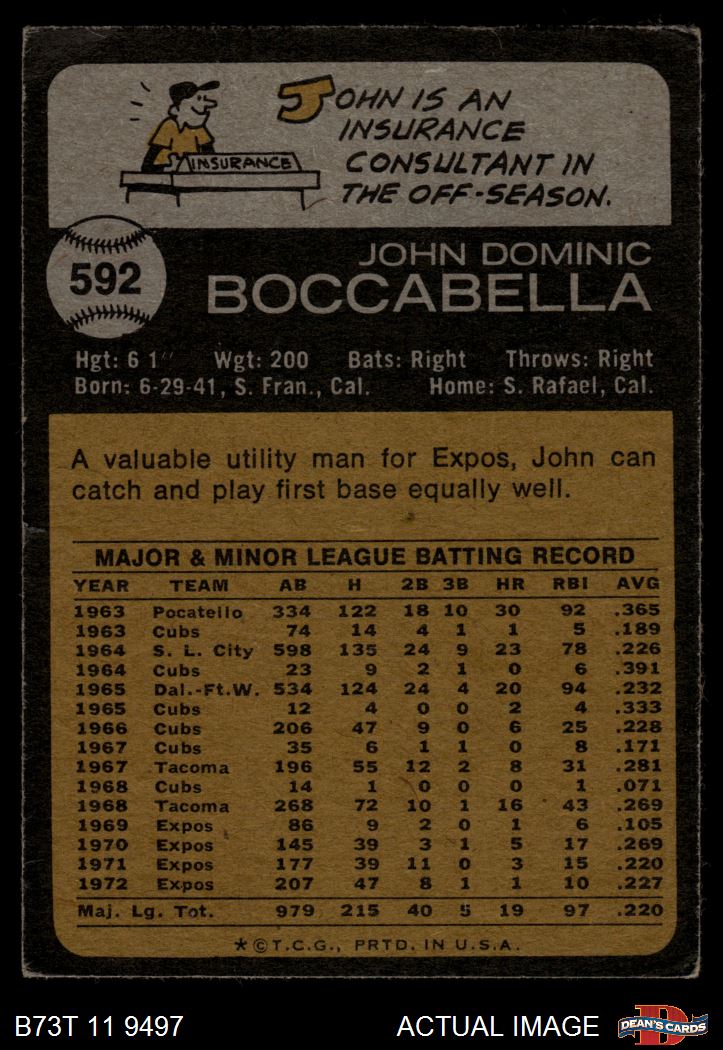 JOHN IS AN
INSURANCE
CONSULTANT IN
THE OFF-SEASON.
INSURANCE
592
JOHN DOMINIC
BOCCABELLA
Hgt: 6 1" Wgt: 200 Bats: Right Throws: Right
Born: 6-29-41, S. Fran., Cal. Home: S. Rafael, Cal.
A valuable utility man for Expos, John can
catch and play first base equally well.
MAJOR & MINOR LEAGUE BATTING RECORD
YEAR TEAM AB H 2B 3B HR RBI AVG
1963 Pocatello 334 122 18 10 30 92 .365
1963 Cubs 74 14 4 1 1 5 .189
1964 S. L. City 598 135 24 9 23 78 .226
1964 Cubs 23 9 2 1 0 6 .391
1965 Dal.-Ft.W. 534 124 24 4 20 94 .232
1965 Cubs 12 4 0 0 2 4 .333
1966 Cubs 206 47 9 0 6 25 .228
1967 Cubs 35 6 1 1 0 8 .171
1967 Tacoma 196 55 12 2 8 31 .281
1968 Cubs 14 1 0 0 0 1 .071
1968 Tacoma 268 72 10 1 16 43 .269
1969 Expos 86 9 2 0 1 6 .105
1970 Expos 145 39 3 1 5 17 .269
1971 Expos 177 39 11 0 3 15 .220
1972 Expos 207 47 8 1 1 10 .227
Maj. Lg. Tot. 979 215 40 5 19 97 .220
*©T.C.G., PRTD. IN U.S.A.
B73T 11 9497 ACTUAL IMAGE
D
DEAN'S CARDS